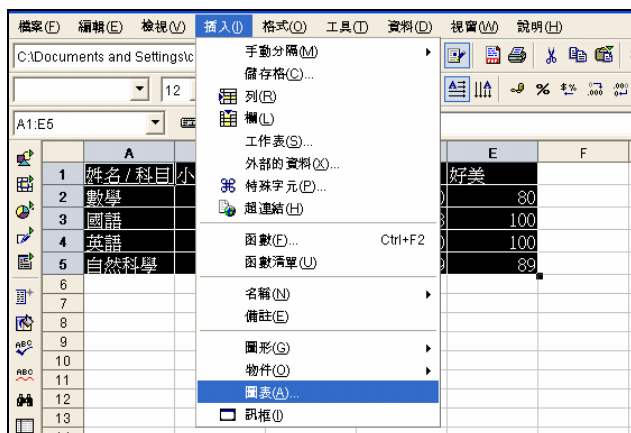 檔案(F) 編輯(E) 檢視(V) 插入(I) 格式(O) 工具(T) 資料(D) 視窗(W) 說明(H)
C:\Documents and Settings\c
12
A1:E5
手動分隔(M)
儲存格(C)...
列(R)
欄(L)
工作表(S)...
外部的資料(X)...
特殊字元(P)...
超連結(H)
函數(F)... Ctrl+F2
函數清單(U)
名稱(N)
備註(E)
圖形(G)
物件(O)
圖表(A)...
訊框(I)
A E F
1 姓名/科目 小 好美
2 數學 80
3 國語 100
4 英語 100
5 自然科學 89
6
7
8
9
10
11
12
13